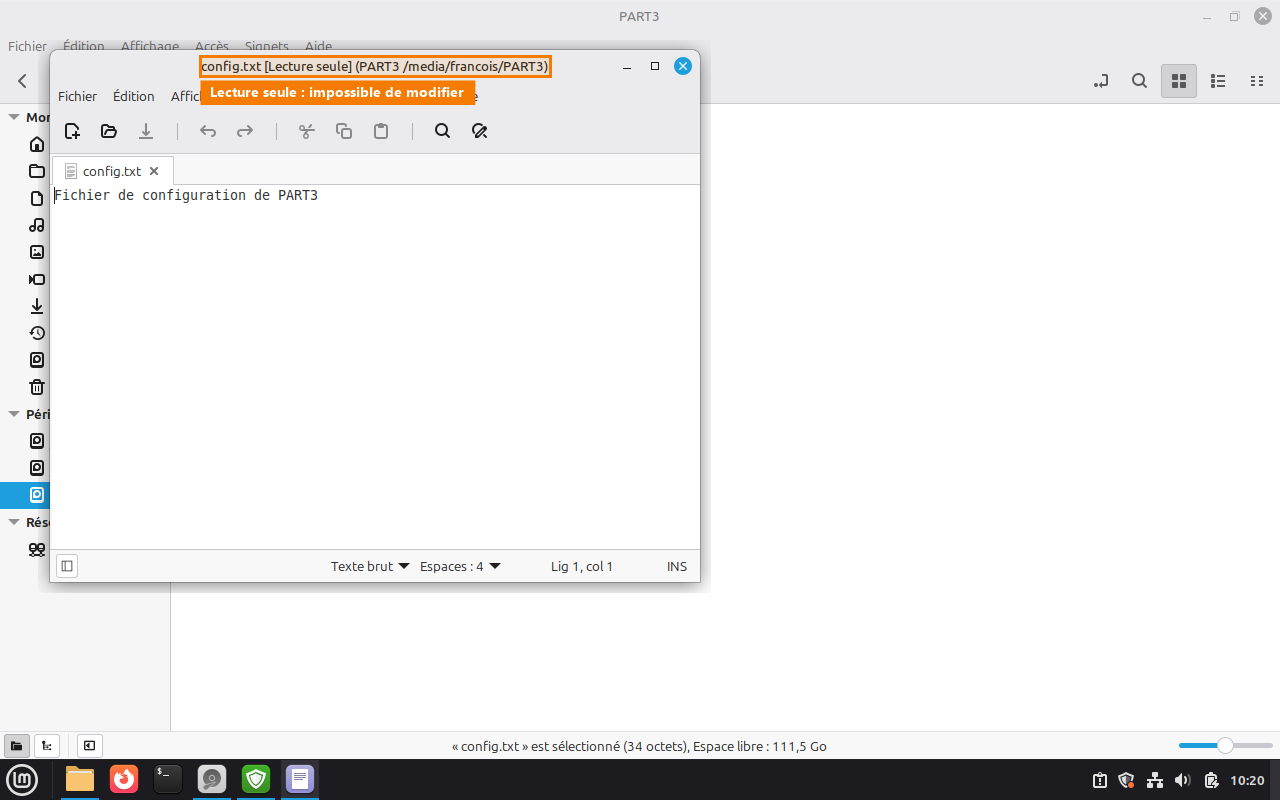 PART3
Fichier Édition Affichage Accès Signets Aide
config.txt [Lecture seule] (PART3 /media/francois/PART3)
Lecture seule : impossible de modifier
Fichier Édition
config.txt
Fichier de configuration de PART3
Texte brut Espaces : 4 Lig 1, col 1 INS
« config.txt » est sélectionné (34 octets), Espace libre : 111,5 Go
10:20